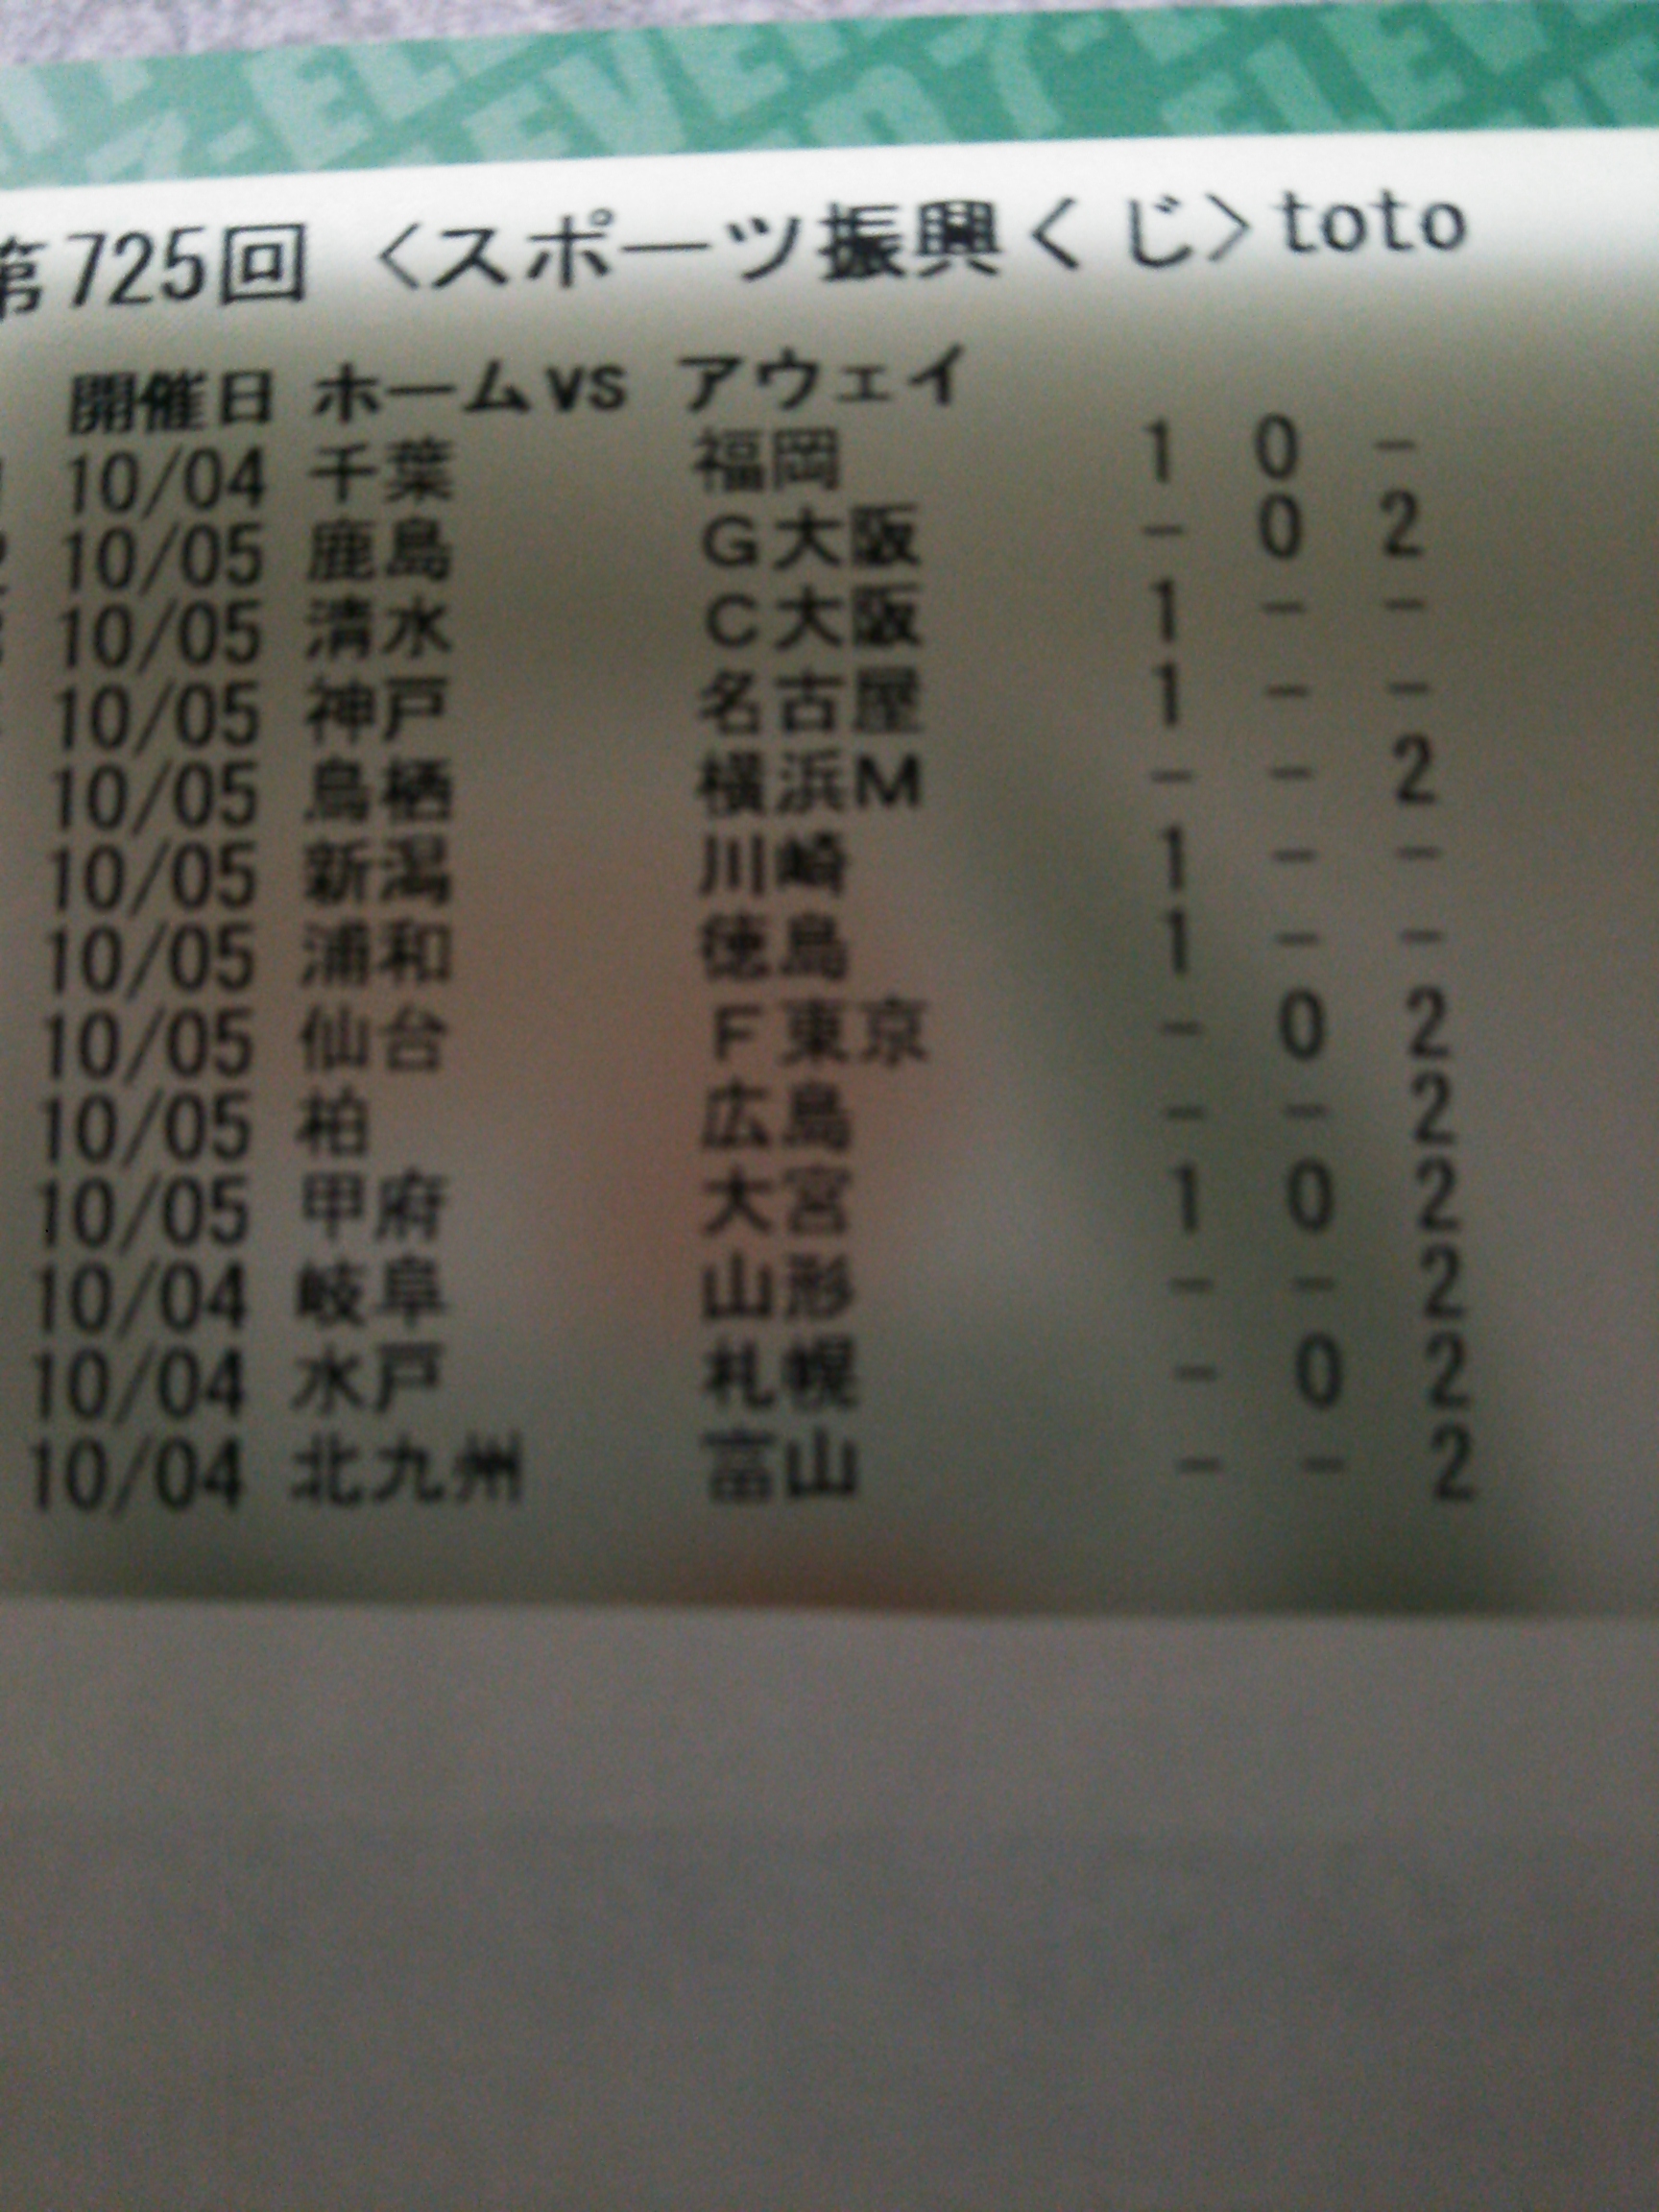 第725回 〈スポーツ振興くじ〉toto
開催日 ホームVS アウェイ
10/04 千葉 福岡 1 0 -
10/05 鹿島 G大阪 - 0 2
10/05 清水 C大阪 1 - -
10/05 神戸 名古屋 1 - -
10/05 鳥栖 横浜M - - 2
10/05 新潟 川崎 1 - -
10/05 浦和 徳島 1 - -
10/05 仙台 F東京 - 0 2
10/05 柏 広島 - - 2
10/05 甲府 大宮 1 0 2
10/04 岐阜 山形 - - 2
10/04 水戸 札幌 - 0 2
10/04 北九州 富山 - - 2